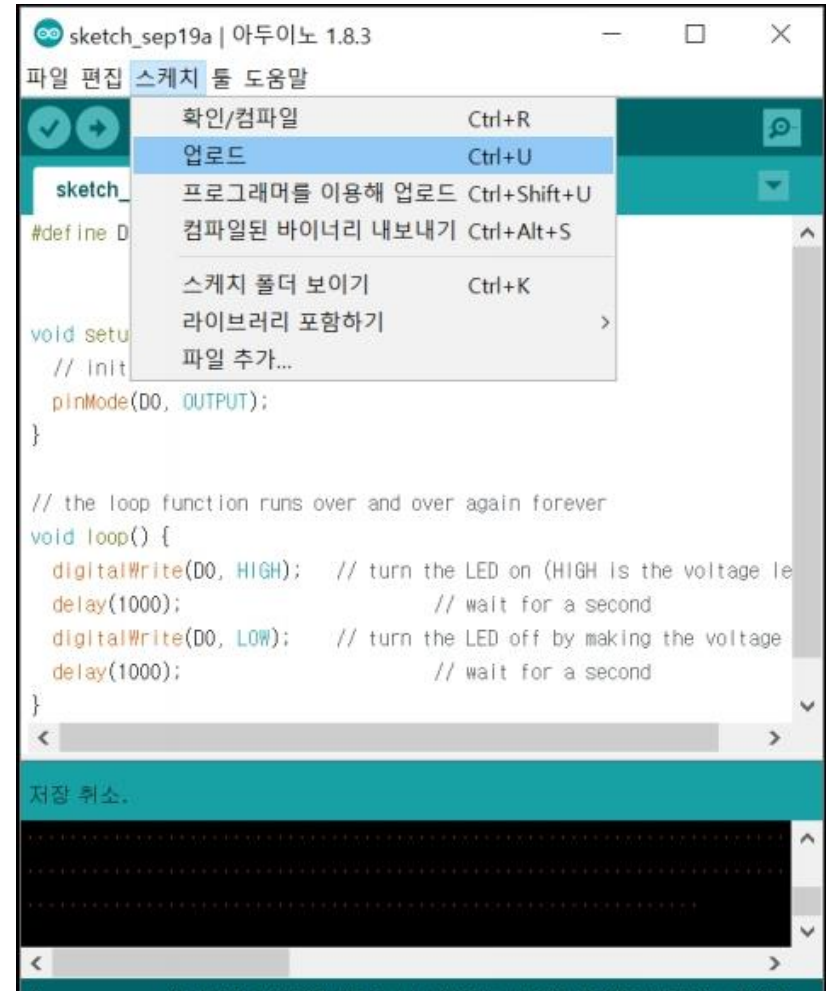 sketch_sep19a | 아두이노 1.8.3
파일 편집 스케치 툴 도움말
확인/컴파일 Ctrl+R
업로드 Ctrl+U
프로그래머를 이용해 업로드 Ctrl+Shift+U
컴파일된 바이너리 내보내기 Ctrl+Alt+S
스케치 폴더 보이기 Ctrl+K
라이브러리 포함하기
파일 추가...
sketch_
#define D
void setu
// init
pinMode(D0, OUTPUT);
}
// the loop function runs over and over again forever
void loop() {
digitalWrite(D0, HIGH); // turn the LED on (HIGH is the voltage le
delay(1000); // wait for a second
digitalWrite(D0, LOW); // turn the LED off by making the voltage
delay(1000); // wait for a second
}
저장 취소.